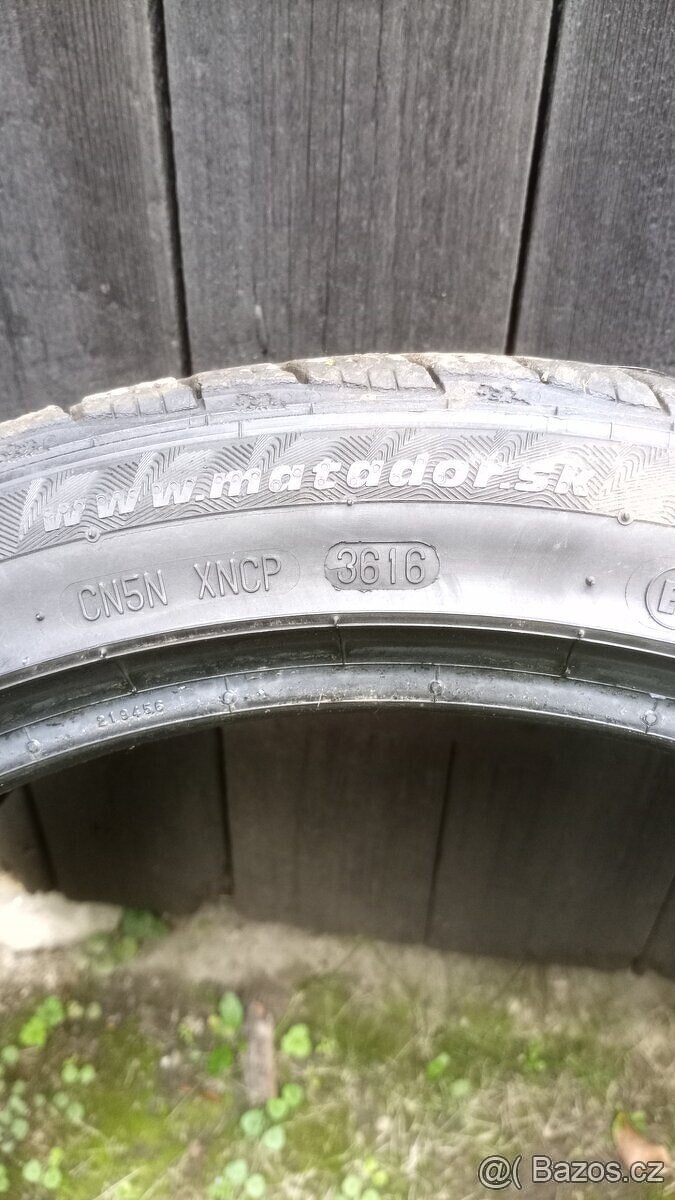 www.matador.sk
CN5N XNCP 3616
219456
@( Bazos.cz